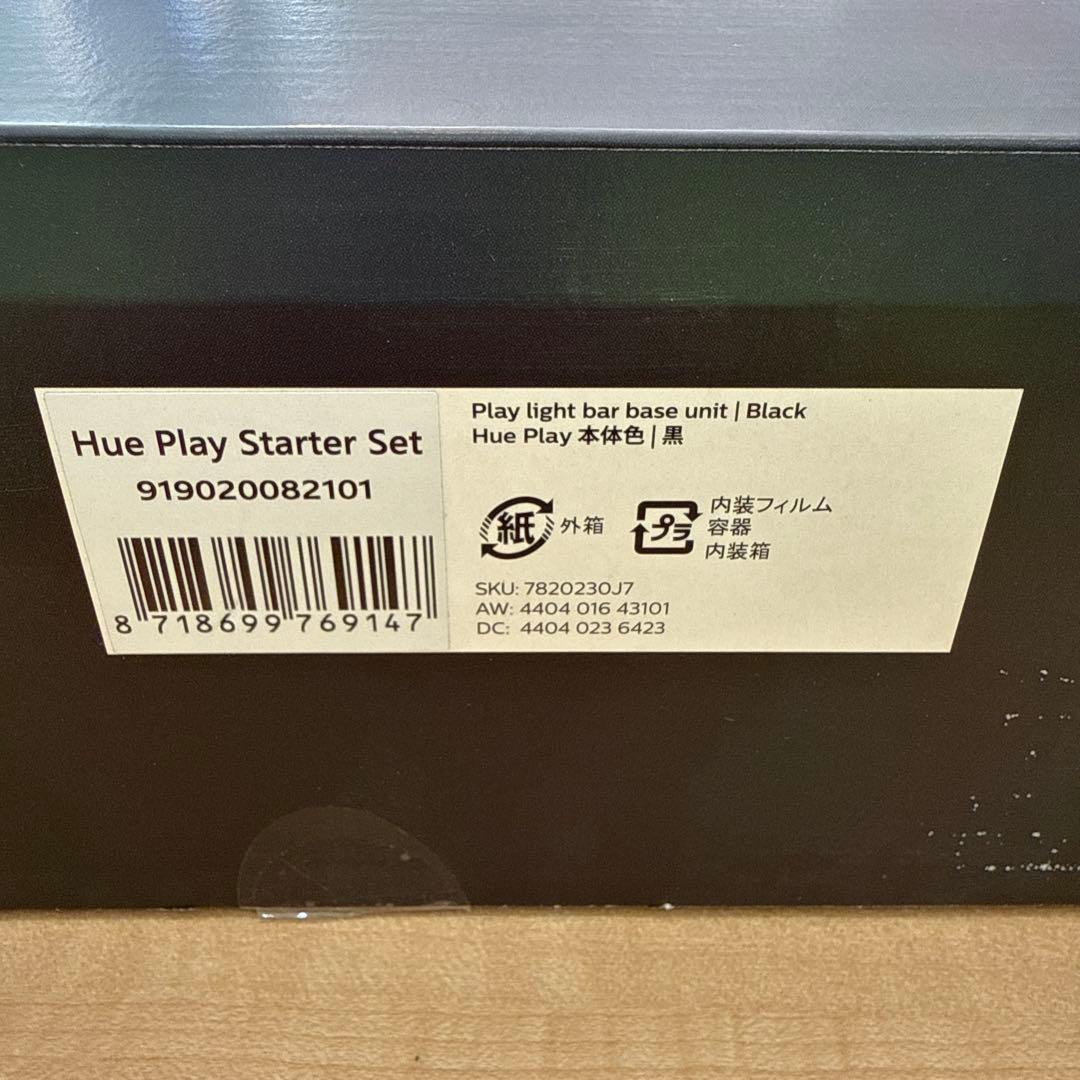 Hue Play Starter Set
919020082101
8 718699 769147
Play light bar base unit | Black
Hue Play 本体色 | 黒
紙 外箱
プラ
内装フィルム
容器
内装箱
SKU: 7820230J7
AW: 4404 016 43101
DC: 4404 023 6423